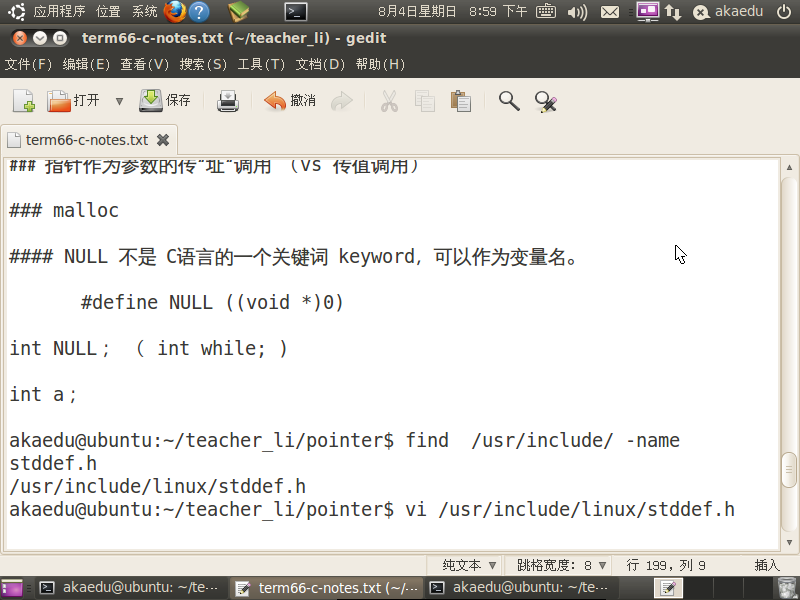 应用程序 位置 系统 8月4日星期日 8:59 下午 akaedu
term66-c-notes.txt (~/teacher_li) - gedit
文件(F) 编辑(E) 查看(V) 搜索(S) 工具(T) 文档(D) 帮助(H)
打开 保存 撤消
term66-c-notes.txt
### 指针作为参数的传“址”调用 （vs 传值调用）
### malloc
#### NULL 不是 C语言的一个关键词 keyword，可以作为变量名。
#define NULL ((void *)0)
int NULL； （ int while; )
int a；
akaedu@ubuntu:~/teacher_li/pointer$ find  /usr/include/ -name
stddef.h
/usr/include/linux/stddef.h
akaedu@ubuntu:~/teacher_li/pointer$ vi /usr/include/linux/stddef.h
纯文本 跳格宽度：8 行 199，列 9 插入
akaedu@ubuntu: ~/te··· term66-c-notes.txt (~/··· akaedu@ubuntu: ~/te···